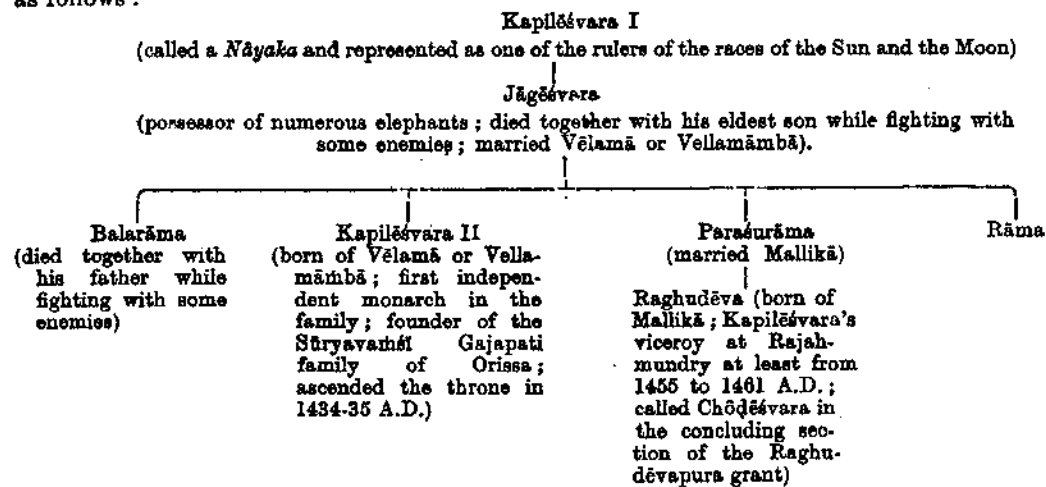 as follows :
Kapilēśvara I
(called a Nāyaka and represented as one of the rulers of the races of the Sun and the Moon)
Jāgēśvara
(possessor of numerous elephants ; died together with his eldest son while fighting with
some enemies ; married Vēlamā or Vellamāmbā).
Balarāma
(died together with
his father while
fighting with some
enemies)
Kapilēśvara II
(born of Vēlamā or Vella-
māṁbā ; first indepen-
dent monarch in the
family ; founder of the
Sūryavaṁśī Gajapati
family of Orissa ;
ascended the throne in
1434-35 A.D.)
Paraśurāma
(married Mallikā)
Raghudēva (born of
Mallikā ; Kapilēśvara's
viceroy at Rajah-
mundry at least from
1455 to 1461 A.D. ;
called Chōḍēśvara in
the concluding sec-
tion of the Raghu-
dēvapura grant)
Rāma